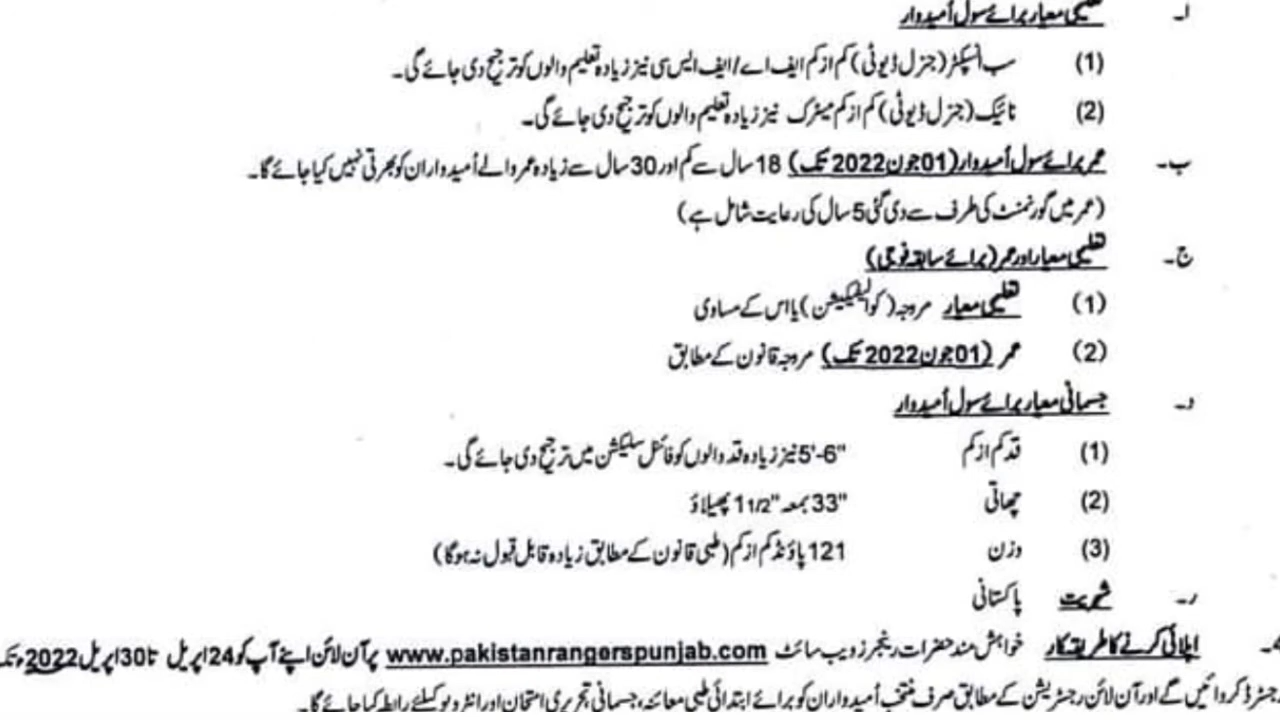 ا۔ تعلیمی معیار برائے سول اُمیدوار
(1) سب انسپکٹر (جنرل ڈیوٹی) کم از کم ایف اے/ایف ایس سی نیز زیادہ تعلیم والوں کو ترجیح دی جائے گی۔
(2) نائیک (جنرل ڈیوٹی) کم از کم میٹرک نیز زیادہ تعلیم والوں کو ترجیح دی جائے گی۔
ب۔ عمر برائے سول اُمیدوار (01 جون 2022 تک) 18 سال سے کم اور 30 سال سے زیادہ عمر والے اُمیدواران کو بھرتی نہیں کیا جائے گا۔
(عمر میں گورنمنٹ کی طرف سے دی گئی 5 سال کی رعایت شامل ہے)
ج۔ تعلیمی معیار اور عمر (برائے سابقہ فوجی)
(1) تعلیمی معیار مروجہ (کوالیفیکیشن) یا اس کے مساوی
(2) عمر (01 جون 2022 تک) مروجہ قانون کے مطابق
د۔ جسمانی معیار برائے سول اُمیدوار
(1) قد کم از کم 5'-6" نیز زیادہ قد والوں کو فائنل سلیکشن میں ترجیح دی جائے گی۔
(2) چھاتی 33" بمعہ 1 1/2" پھیلاؤ
(3) وزن 121 پاؤنڈ کم از کم (طبی قانون کے مطابق زیادہ قابل قبول نہ ہوگا)
ر۔ شہریت پاکستانی
اپلائی کرنے کا طریقہ کار خواہش مند حضرات رینجرز ویب سائٹ www.pakistanrangerspunjab.com پر آن لائن اپنے آپ کو 24 اپریل تا 30 اپریل 2022ء تک
رجسٹرڈ کروائیں گے اور آن لائن رجسٹریشن کے مطابق صرف منتخب اُمیدواران کو برائے ابتدائی طبی معائنہ، جسمانی تحریری امتحان اور انٹرویو کیلئے رابطہ کیا جائے گا۔